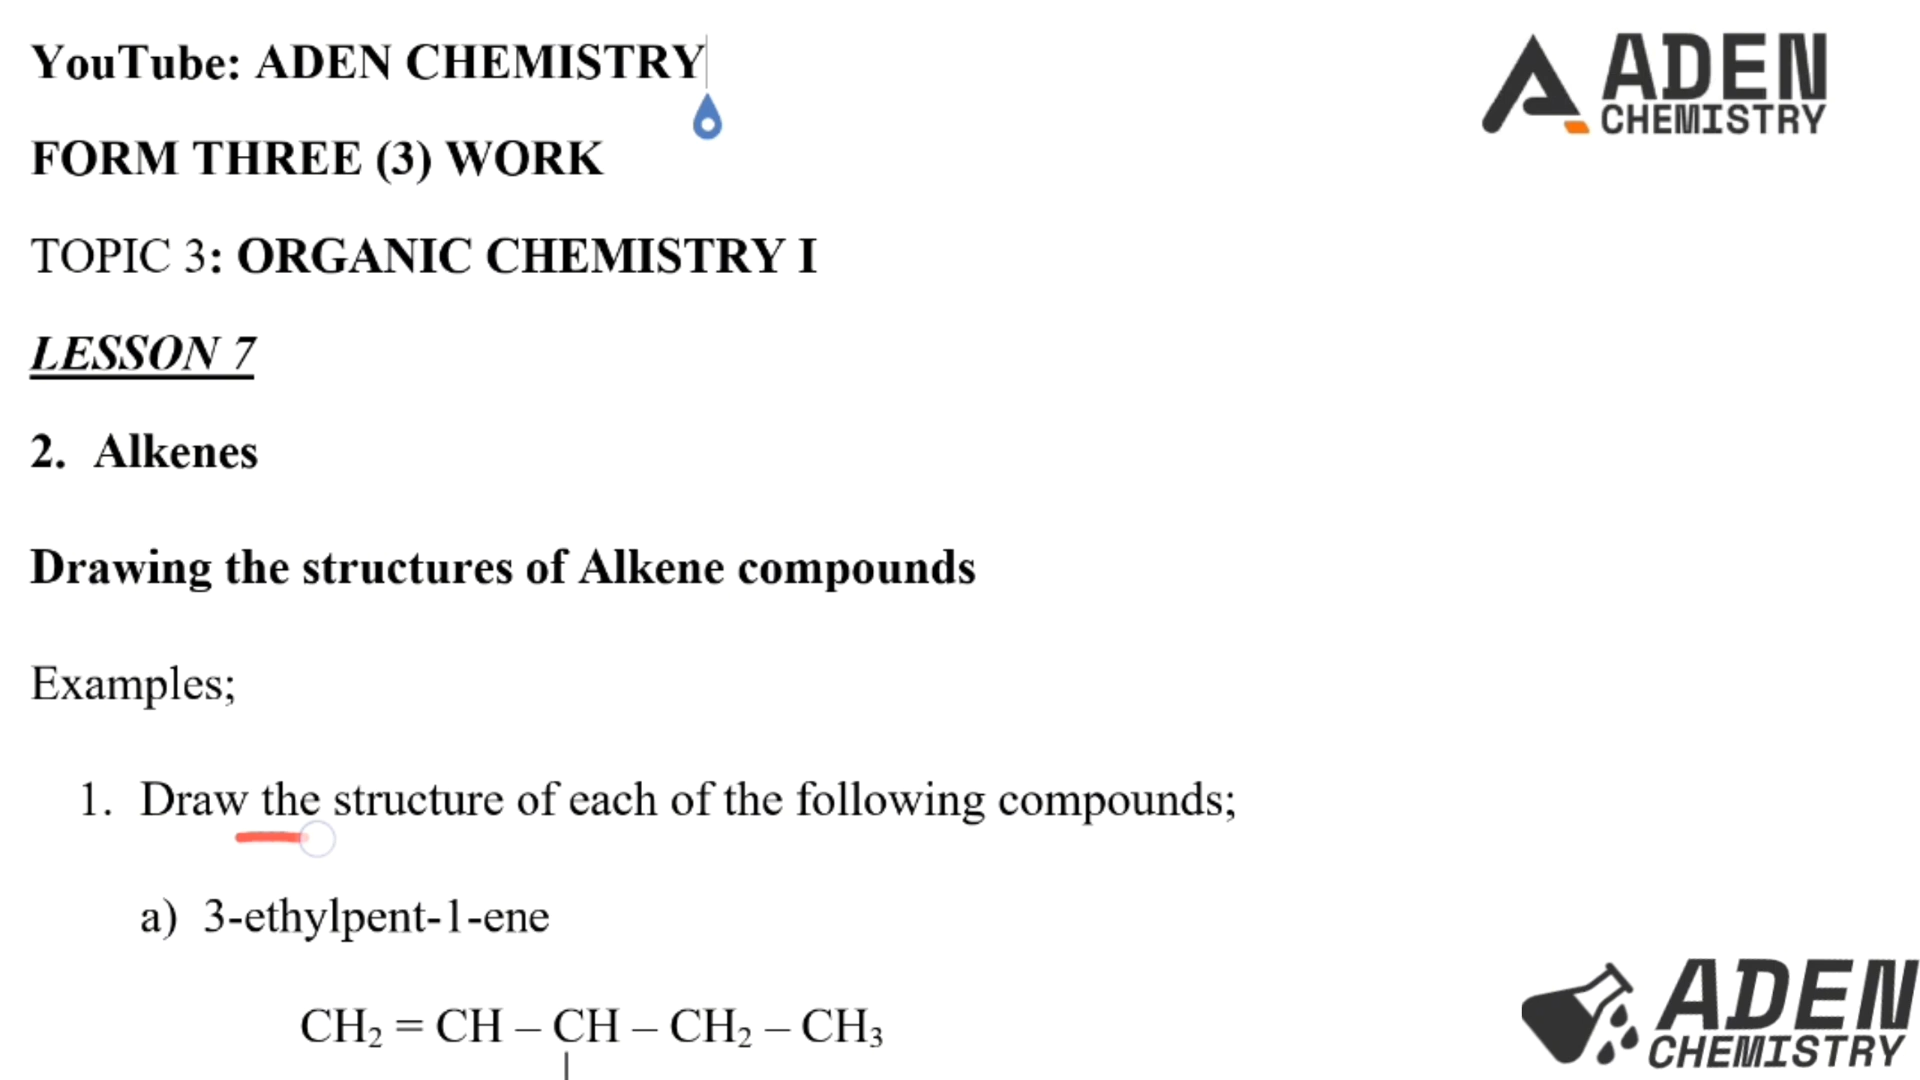 YouTube: ADEN CHEMISTRY
ADEN
CHEMISTRY
FORM THREE (3) WORK
TOPIC 3: ORGANIC CHEMISTRY I
LESSON 7
2. Alkenes
Drawing the structures of Alkene compounds
Examples;
1. Draw the structure of each of the following compounds;
a) 3-ethylpent-1-ene
CH₂ = CH – CH – CH₂ – CH₃
|
ADEN
CHEMISTRY